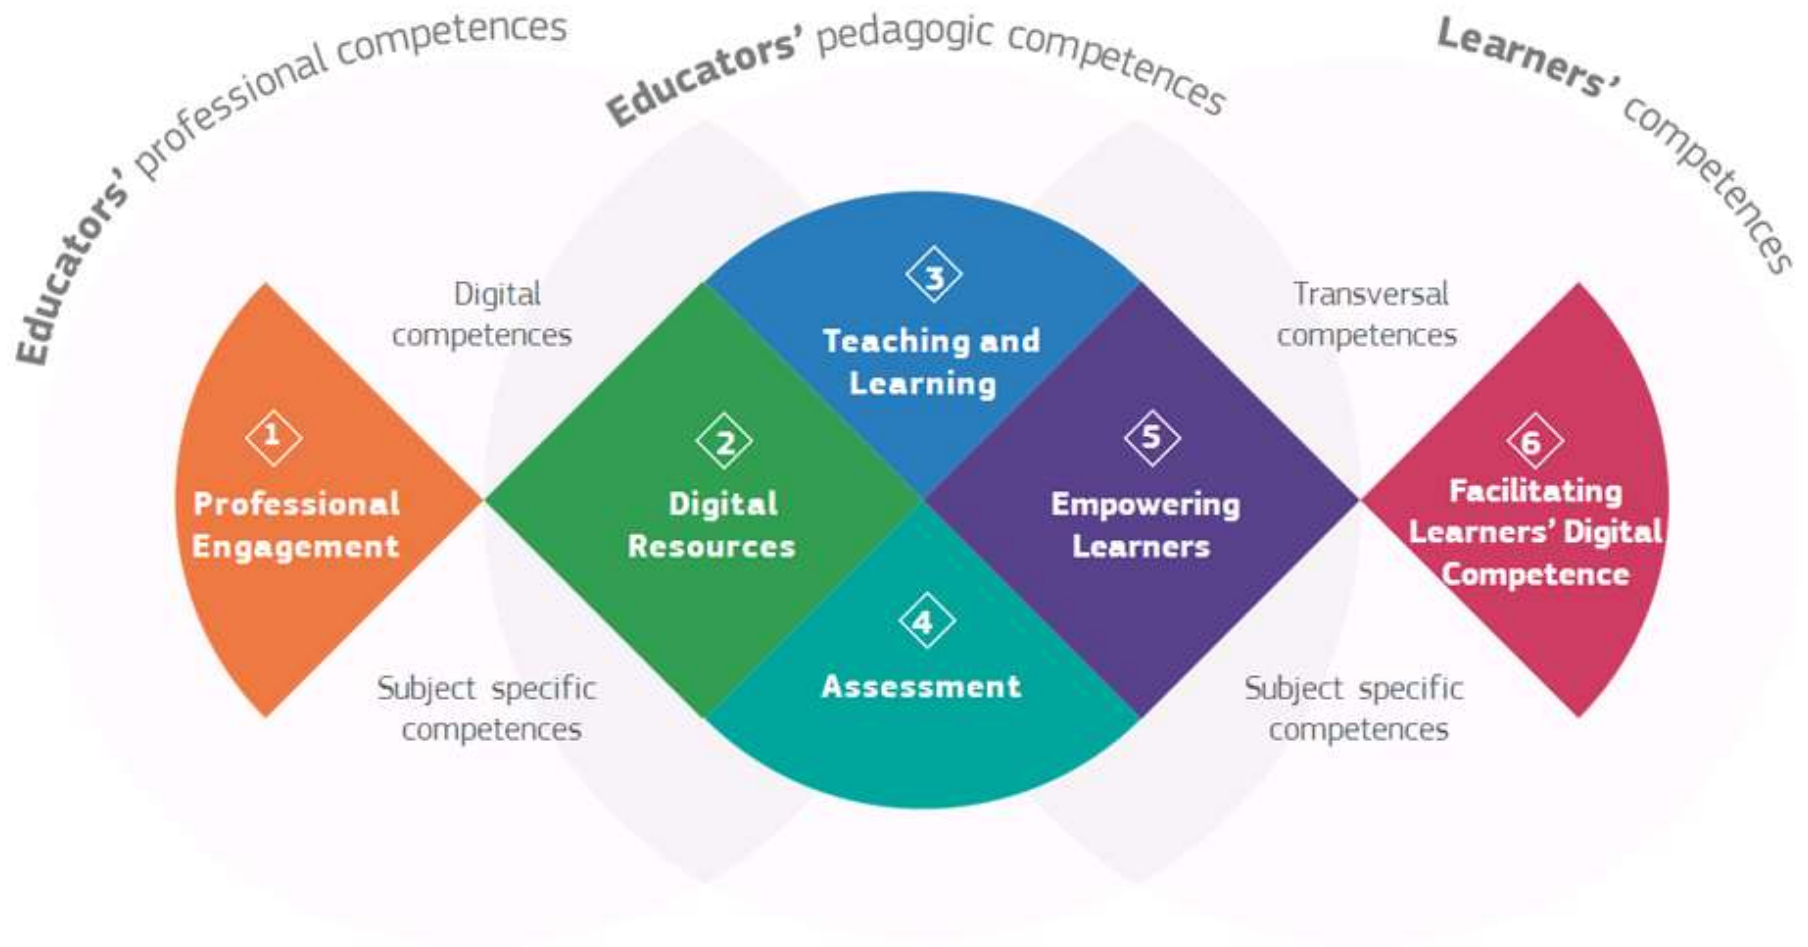 Educators' professional competences
Educators' pedagogic competences
Learners' competences
Digital
competences
Transversal
competences
1
Professional
Engagement
2
Digital
Resources
3
Teaching and
Learning
4
Assessment
5
Empowering
Learners
6
Facilitating
Learners' Digital
Competence
Subject specific
competences
Subject specific
competences